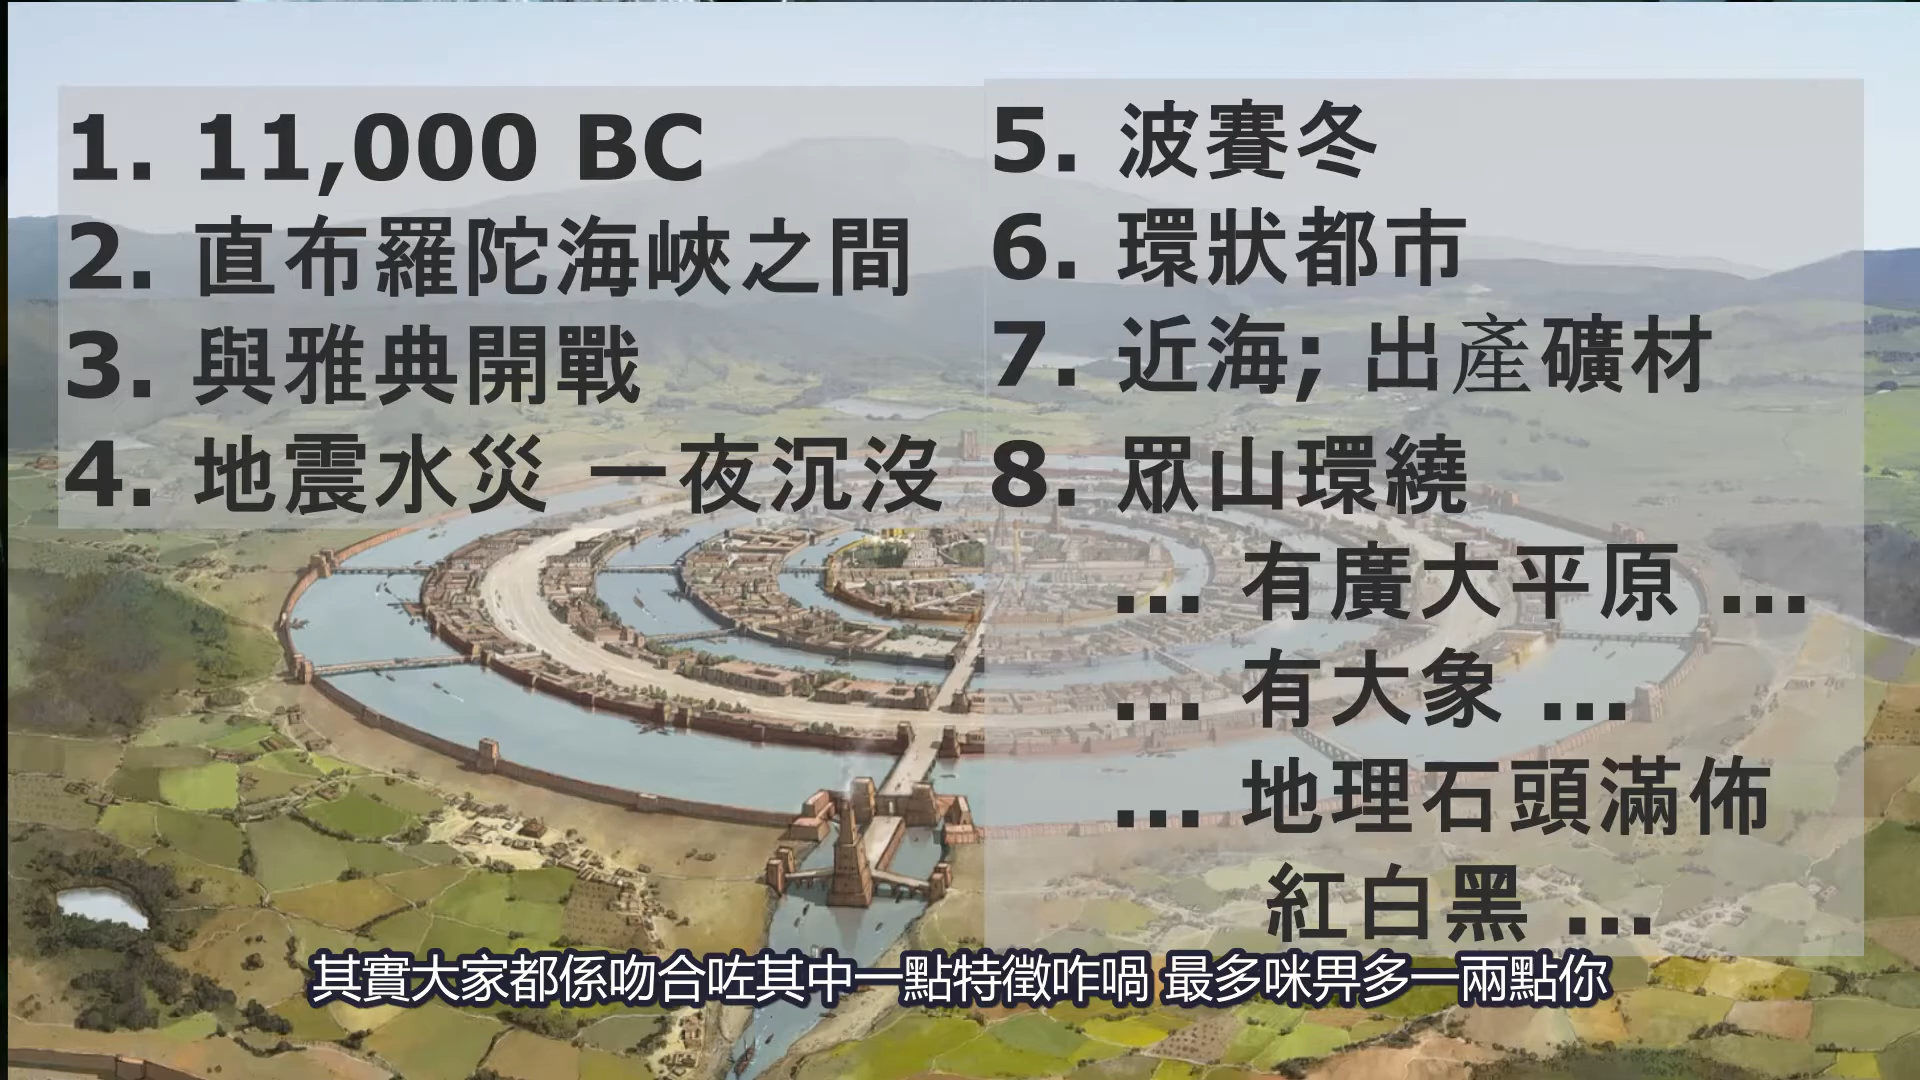 1. 11,000 BC
2. 直布羅陀海峽之間
3. 與雅典開戰
4. 地震水災 一夜沉沒
5. 波賽冬
6. 環狀都市
7. 近海; 出產礦材
8. 眾山環繞
... 有廣大平原 ...
... 有大象 ...
... 地理石頭滿佈
紅白黑 ...
其實大家都係吻合咗其中一點特徵咋喎 最多咪畀多一兩點你